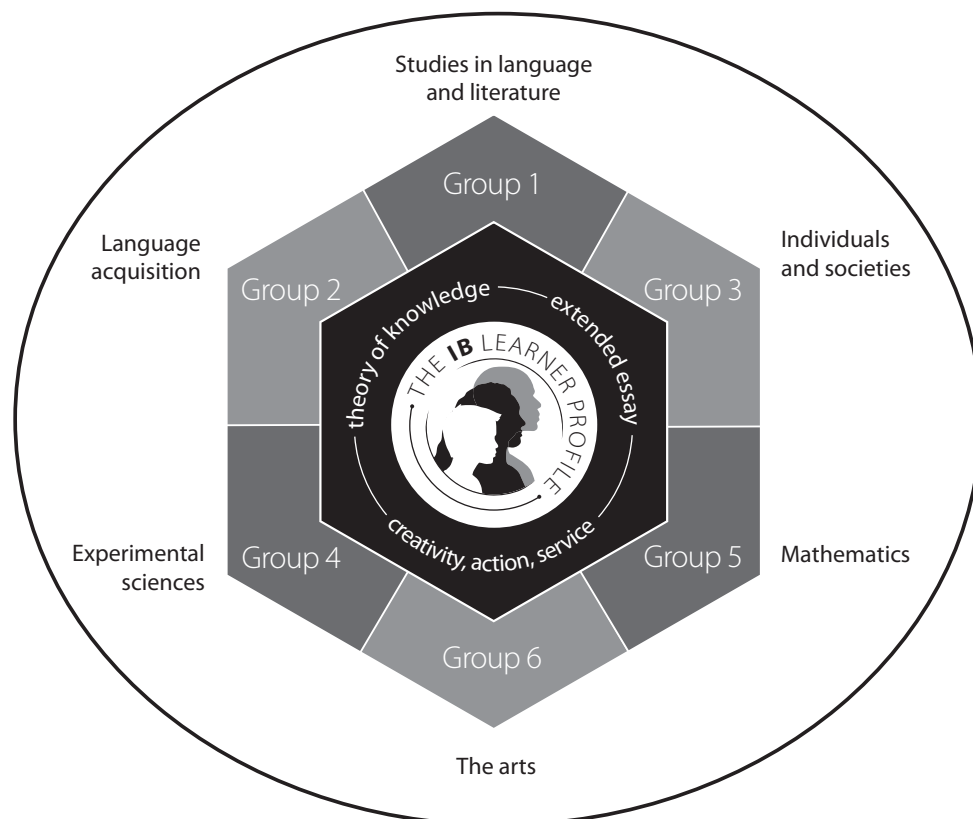 Studies in language
and literature
Group 1
Language
acquisition
Individuals
and societies
Group 2
Group 3
theory of knowledge
extended essay
THE IB LEARNER PROFILE
creativity, action, service
Experimental
sciences
Group 4
Group 5
Mathematics
Group 6
The arts